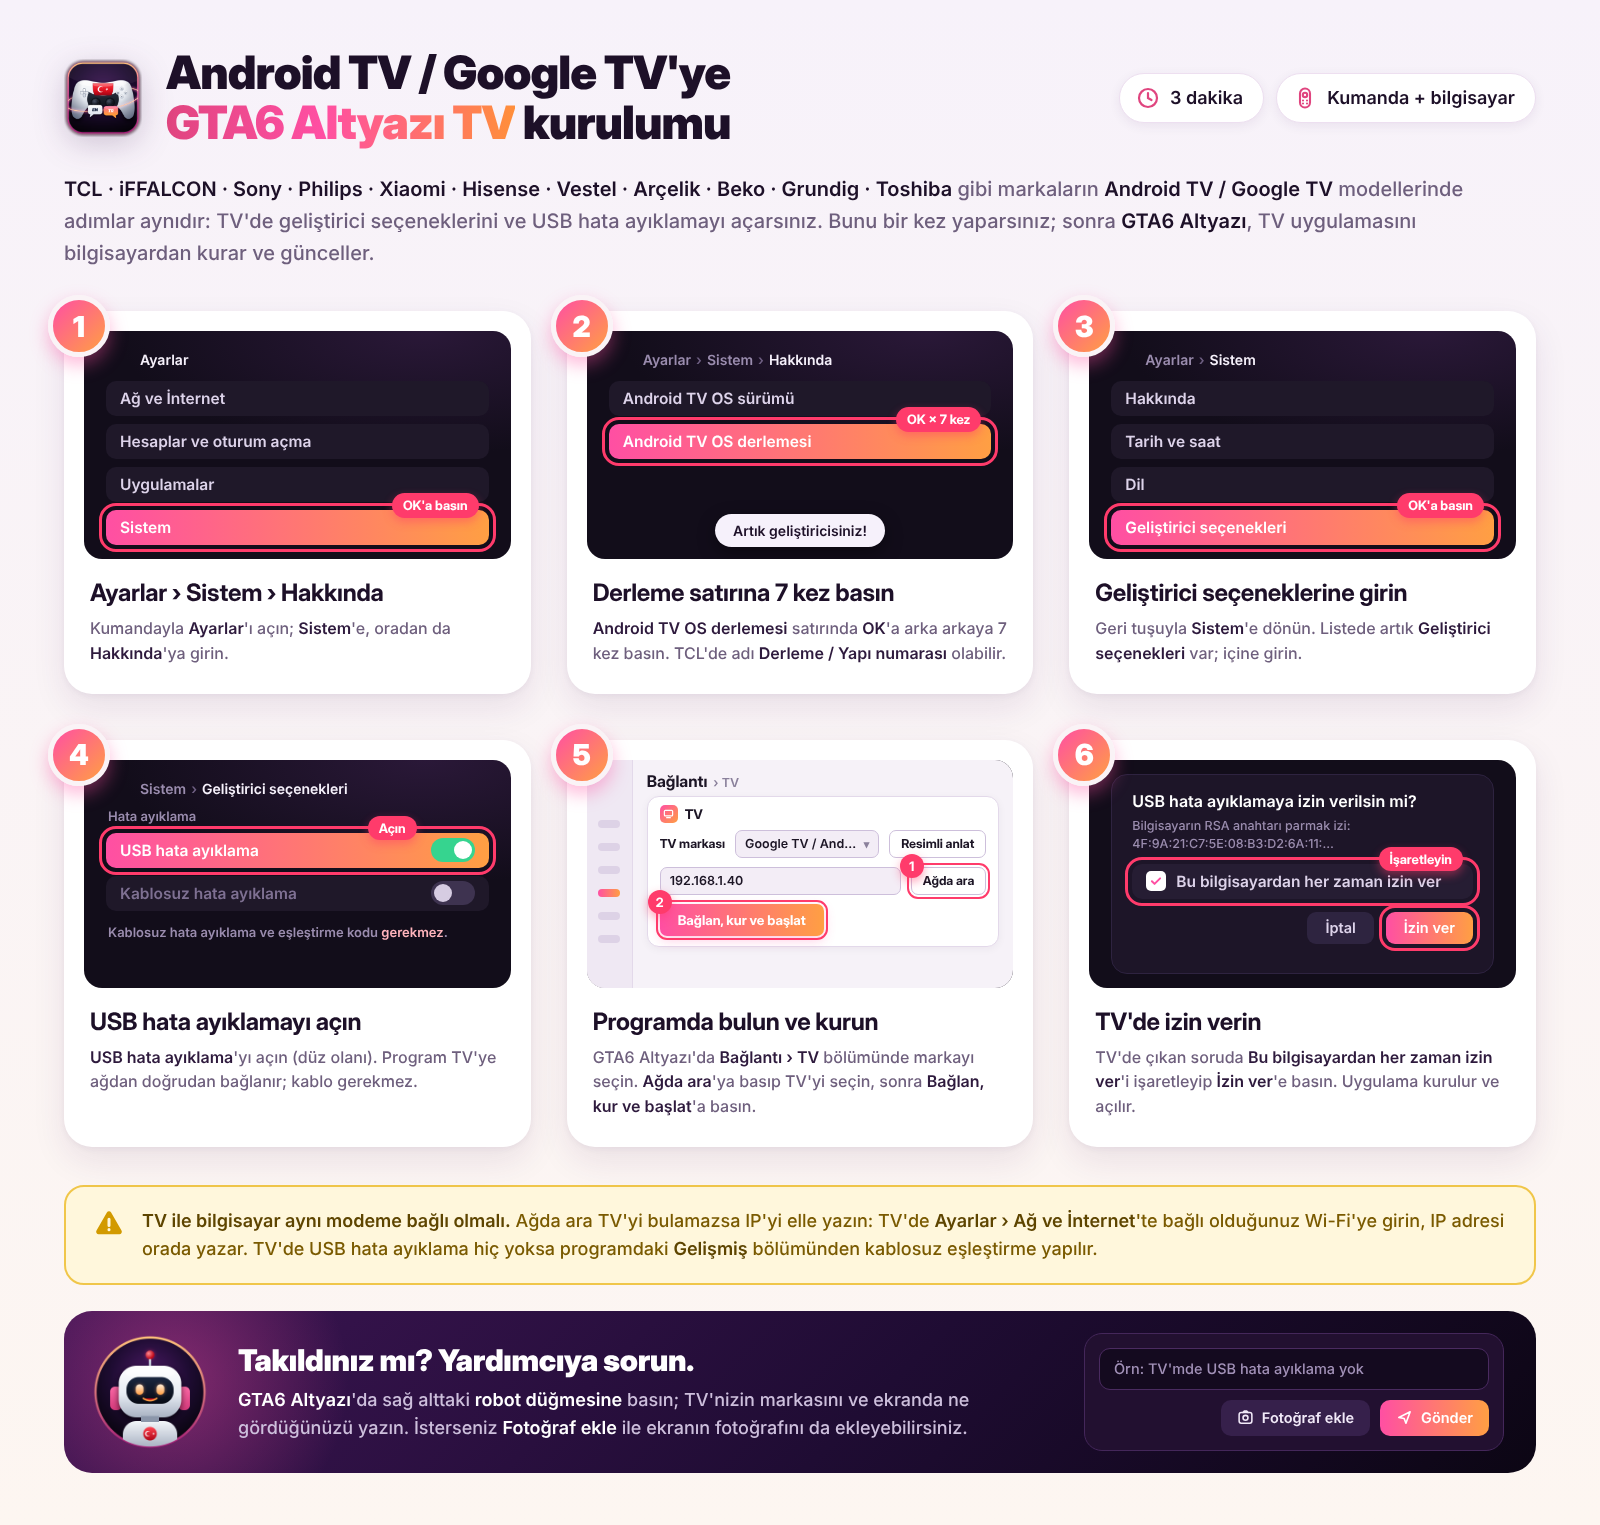 Android TV / Google TV'ye
GTA6 Altyazı TV kurulumu
3 dakika
Kumanda + bilgisayar
TCL · iFFALCON · Sony · Philips · Xiaomi · Hisense · Vestel · Arçelik · Beko · Grundig · Toshiba gibi markaların Android TV / Google TV modellerinde
adımlar aynıdır: TV'de geliştirici seçeneklerini ve USB hata ayıklamayı açarsınız. Bunu bir kez yaparsınız; sonra GTA6 Altyazı, TV uygulamasını
bilgisayardan kurar ve günceller.
1
Ayarlar
Ağ ve İnternet
Hesaplar ve oturum açma
Uygulamalar
OK'a basın
Sistem
Ayarlar › Sistem › Hakkında
Kumandayla Ayarlar'ı açın; Sistem'e, oradan da
Hakkında'ya girin.
2
Ayarlar › Sistem › Hakkında
Android TV OS sürümü
OK × 7 kez
Android TV OS derlemesi
Artık geliştiricisiniz!
Derleme satırına 7 kez basın
Android TV OS derlemesi satırında OK'a arka arkaya 7
kez basın. TCL'de adı Derleme / Yapı numarası olabilir.
3
Ayarlar › Sistem
Hakkında
Tarih ve saat
Dil
OK'a basın
Geliştirici seçenekleri
Geliştirici seçeneklerine girin
Geri tuşuyla Sistem'e dönün. Listede artık Geliştirici
seçenekleri var; içine girin.
4
Sistem › Geliştirici seçenekleri
Hata ayıklama
Açın
USB hata ayıklama
Kablosuz hata ayıklama
Kablosuz hata ayıklama ve eşleştirme kodu gerekmez.
USB hata ayıklamayı açın
USB hata ayıklama'yı açın (düz olanı). Program TV'ye
ağdan doğrudan bağlanır; kablo gerekmez.
5
Bağlantı › TV
TV
TV markası
Google TV / And... ▾
Resimli anlat
192.168.1.40
1
Ağda ara
2
Bağlan, kur ve başlat
Programda bulun ve kurun
GTA6 Altyazı'da Bağlantı › TV bölümünde markayı
seçin. Ağda ara'ya basıp TV'yi seçin, sonra Bağlan,
kur ve başlat'a basın.
6
USB hata ayıklamaya izin verilsin mi?
Bilgisayarın RSA anahtarı parmak izi:
4F:9A:21:C7:5E:08:B3:D2:6A:11:...
İşaretleyin
Bu bilgisayardan her zaman izin ver
İptal
İzin ver
TV'de izin verin
TV'de çıkan soruda Bu bilgisayardan her zaman izin
ver'i işaretleyip İzin ver'e basın. Uygulama kurulur ve
açılır.
TV ile bilgisayar aynı modeme bağlı olmalı. Ağda ara TV'yi bulamazsa IP'yi elle yazın: TV'de Ayarlar › Ağ ve İnternet'te bağlı olduğunuz Wi-Fi'ye girin, IP adresi
orada yazar. TV'de USB hata ayıklama hiç yoksa programdaki Gelişmiş bölümünden kablosuz eşleştirme yapılır.
Takıldınız mı? Yardımcıya sorun.
GTA6 Altyazı'da sağ alttaki robot düğmesine basın; TV'nizin markasını ve ekranda ne
gördüğünüzü yazın. İsterseniz Fotoğraf ekle ile ekranın fotoğrafını da ekleyebilirsiniz.
Örn: TV'mde USB hata ayıklama yok
Fotoğraf ekle
Gönder